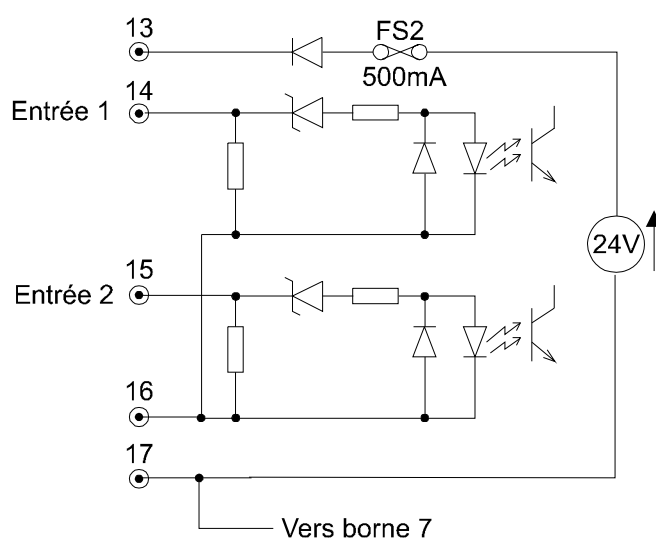 13
FS2
500mA
14
Entrée 1
24V
15
Entrée 2
16
17
Vers borne 7